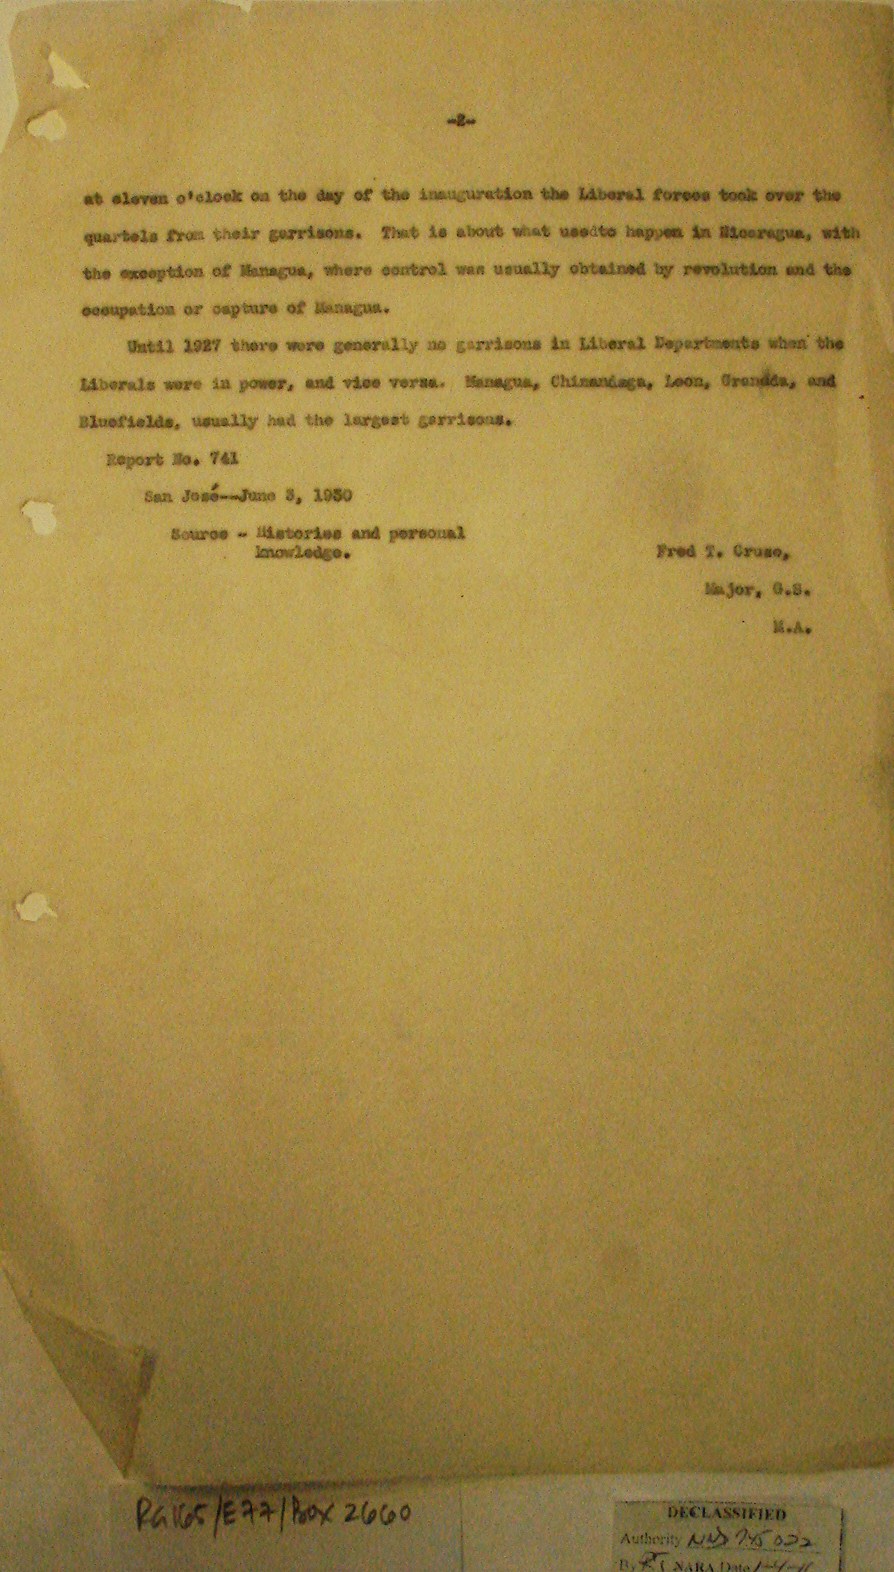 -2-
at eleven o'clock on the day of the inauguration the Liberal forces took over the
quartels from their garrisons. That is about what usedto happen in Nicaragua, with
the exception of Managua, where control was usually obtained by revolution and the
occupation or capture of Managua.
Until 1927 there were generally no garrisons in Liberal Departments when the
Liberals were in power, and vice versa. Managua, Chinandega, Leon, Granada, and
Bluefields, usually had the largest garrisons.
Report No. 741
San José--June 3, 1930
Source - Histories and personal
knowledge.
Fred T. Cruse,
Major, G.S.
M.A.
RG165/E77/Box 2660
DECLASSIFIED
Authority NND 745022
By NARA Date